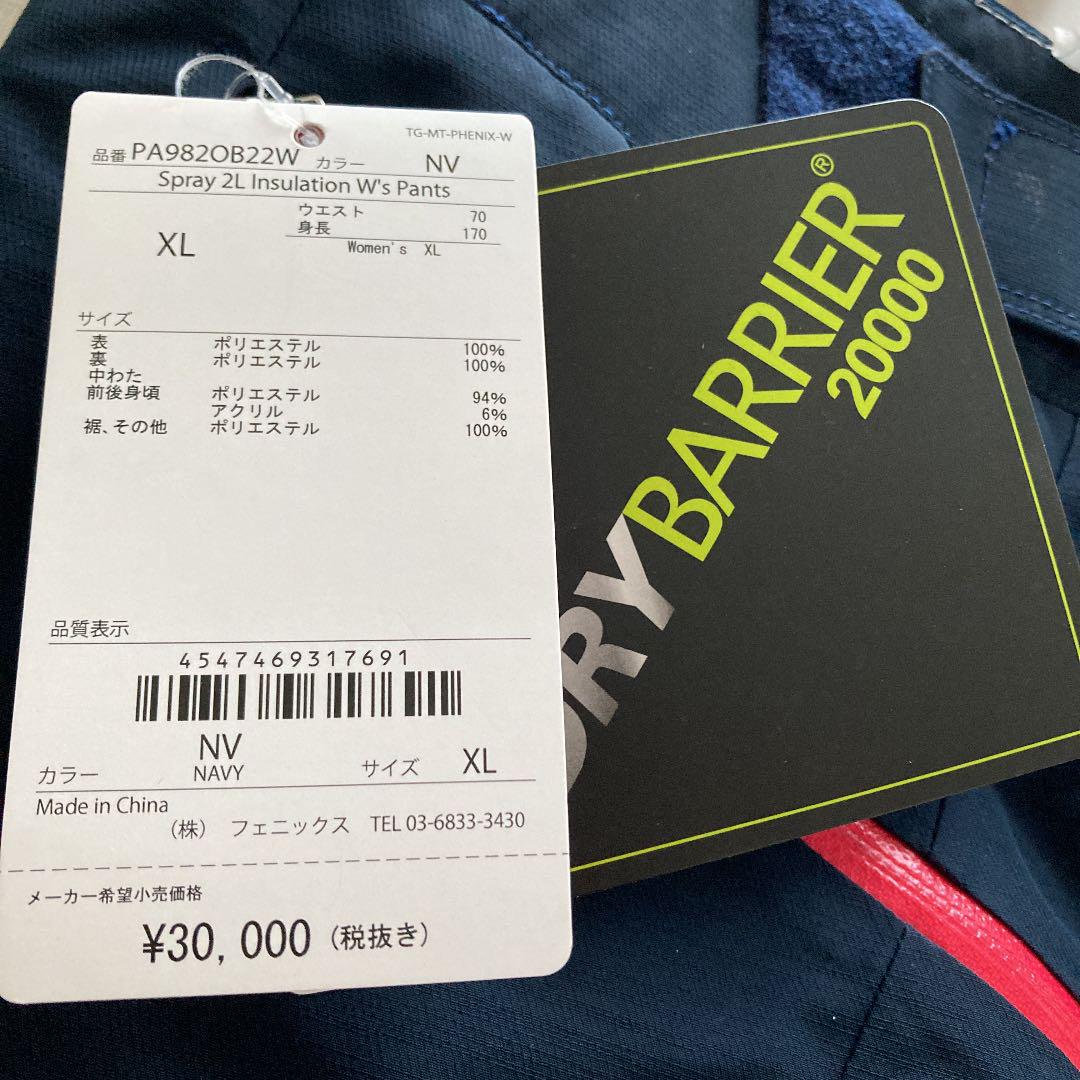 TG-MT-PHENIX-W
品番 PA982OB22W カラー NV
Spray 2L Insulation W's Pants
ウエスト 70
身長 170
XL
Women's XL
サイズ
表 ポリエステル 100%
裏 ポリエステル 100%
中わた
前後身頃 ポリエステル 94%
アクリル 6%
裾、その他 ポリエステル 100%
品質表示
4547469317691
カラー NV サイズ XL
NAVY
Made in China
(株) フェニックス TEL 03-6833-3430
メーカー希望小売価格
¥30,000 (税抜き)
DRYBARRIER®
20000